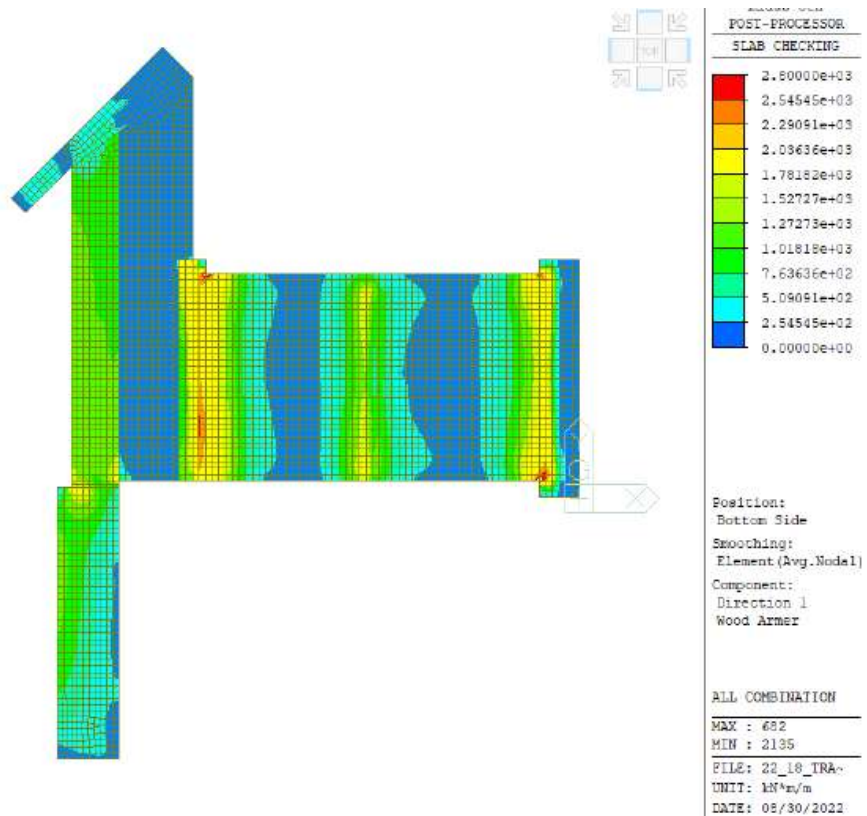 POST-PROCESSOR
SLAB CHECKING
2.80000e+03
2.54545e+03
2.29091e+03
2.03636e+03
1.78182e+03
1.52727e+03
1.27273e+03
1.01818e+03
7.63636e+02
5.09091e+02
2.54545e+02
0.00000e+00
Position:
Bottom Side
Smoothing:
Element(Avg.Nodal)
Component:
Direction 1
Wood Armer
ALL COMBINATION
MAX : 682
MIN : 2135
FILE: 22_18_TRA~
UNIT: kN*m/m
DATE: 08/30/2022
TOP
X